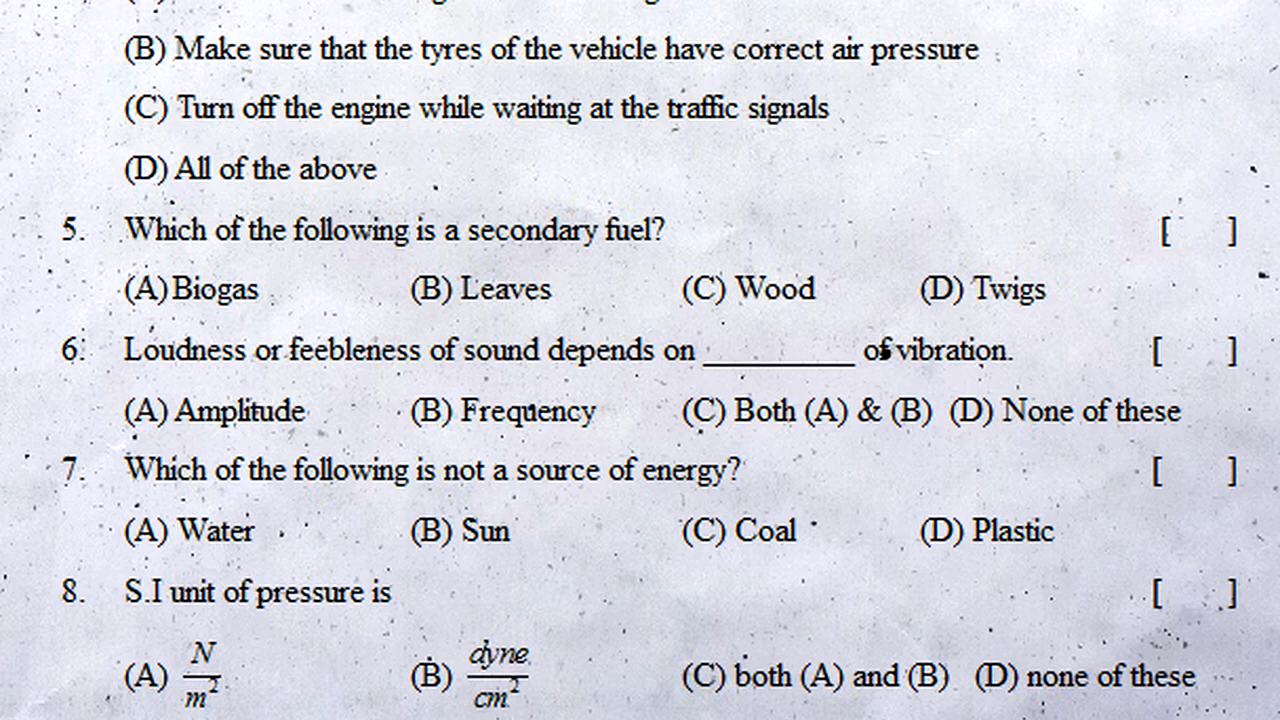 (B) Make sure that the tyres of the vehicle have correct air pressure
(C) Turn off the engine while waiting at the traffic signals
(D) All of the above
5. Which of the following is a secondary fuel? [ ]
(A) Biogas (B) Leaves (C) Wood (D) Twigs
6. Loudness or feebleness of sound depends on __________ of vibration. [ ]
(A) Amplitude (B) Frequency (C) Both (A) & (B) (D) None of these
7. Which of the following is not a source of energy? [ ]
(A) Water (B) Sun (C) Coal (D) Plastic
8. S.I unit of pressure is [ ]
(A) N/m² (B) dyne/cm² (C) both (A) and (B) (D) none of these